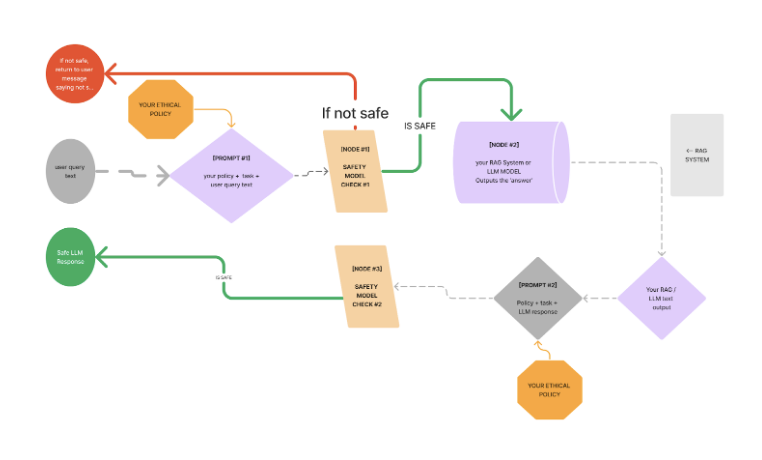 If not safe,
return to user
message
saying not s...
YOUR ETHICAL
POLICY
If not safe
IS SAFE
user query
text
[PROMPT #1]
your policy + task +
user query text
[NODE #1]
SAFETY
MODEL
CHECK #1
[NODE #2]
your RAG System or
LLM MODEL
Outputs the 'answer'
<- RAG
SYSTEM
Safe LLM
Response
IS SAFE
[NODE #3]
SAFETY
MODEL
CHECK #2
[PROMPT #2]
Policy + task +
LLM response
Your RAG /
LLM text
output
YOUR ETHICAL
POLICY